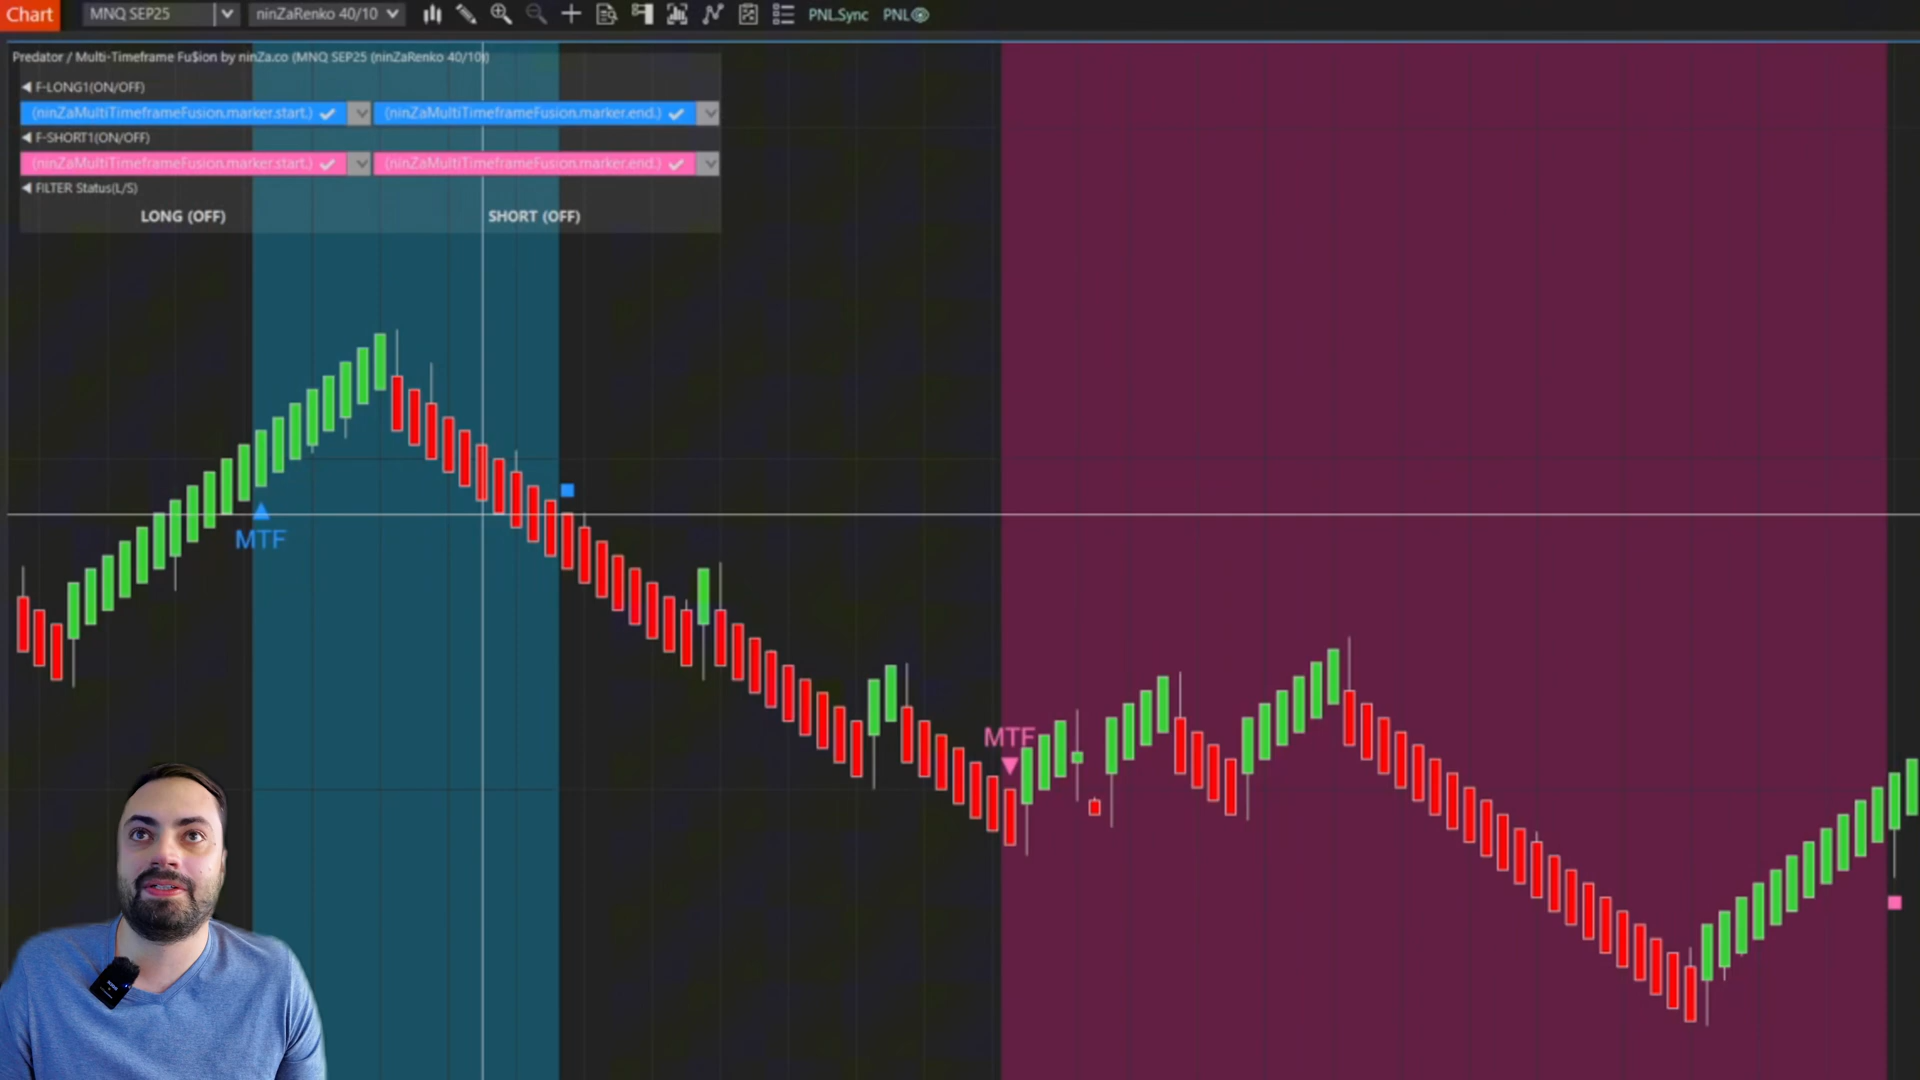 Chart MNQ SEP25 ninZaRenko 40/10 PNL.Sync PNL
Predator / Multi-Timeframe Fu$ion by ninZa.co (MNQ SEP25 (ninZaRenko 40/10))
F-LONG1(ON/OFF)
(ninZaMultiTimeframeFusion.marker.start.) (ninZaMultiTimeframeFusion.marker.end.)
F-SHORT1(ON/OFF)
(ninZaMultiTimeframeFusion.marker.start.) (ninZaMultiTimeframeFusion.marker.end.)
FILTER Status(L/S)
LONG (OFF) SHORT (OFF)
MTF
MTF